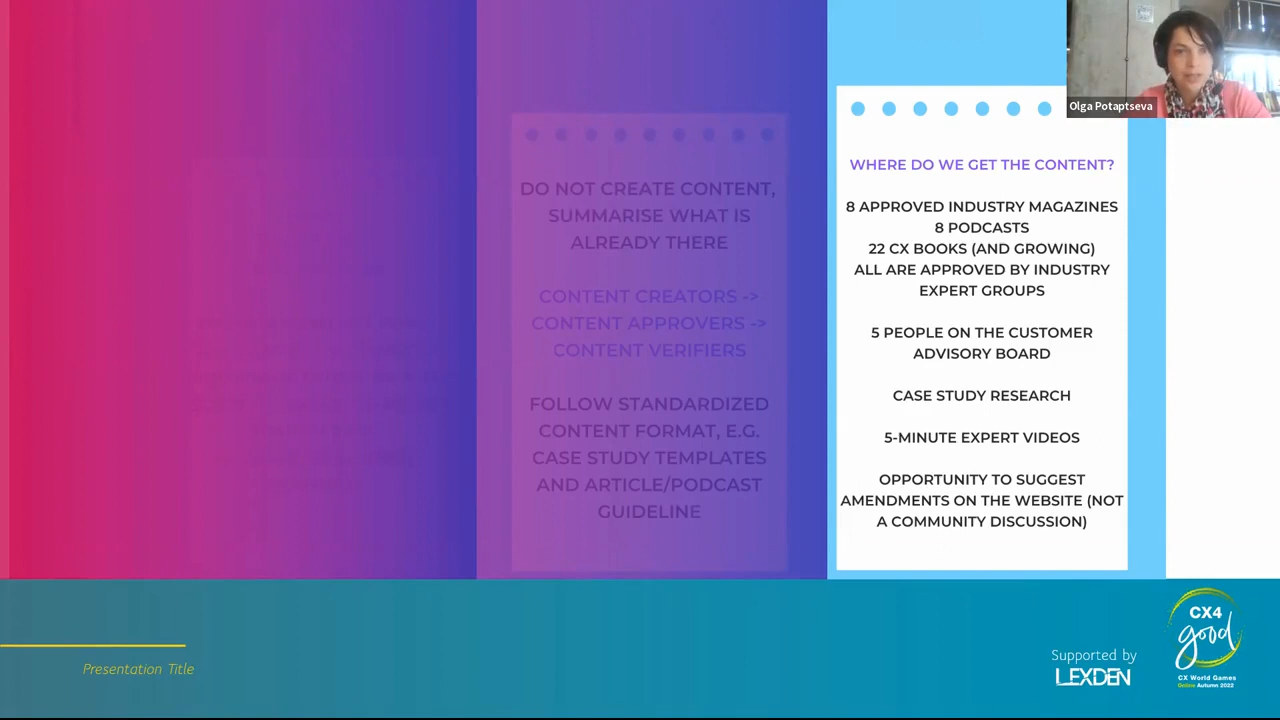 Olga Potaptseva
DO NOT CREATE CONTENT,
SUMMARISE WHAT IS
ALREADY THERE
CONTENT CREATORS ->
CONTENT APPROVERS ->
CONTENT VERIFIERS
FOLLOW STANDARDIZED
CONTENT FORMAT, E.G.
CASE STUDY TEMPLATES
AND ARTICLE/PODCAST
GUIDELINE
WHERE DO WE GET THE CONTENT?
8 APPROVED INDUSTRY MAGAZINES
8 PODCASTS
22 CX BOOKS (AND GROWING)
ALL ARE APPROVED BY INDUSTRY
EXPERT GROUPS
5 PEOPLE ON THE CUSTOMER
ADVISORY BOARD
CASE STUDY RESEARCH
5-MINUTE EXPERT VIDEOS
OPPORTUNITY TO SUGGEST
AMENDMENTS ON THE WEBSITE (NOT
A COMMUNITY DISCUSSION)
Presentation Title
Supported by
LEXDEN
CX4
good
CX World Games
Online Autumn 2022